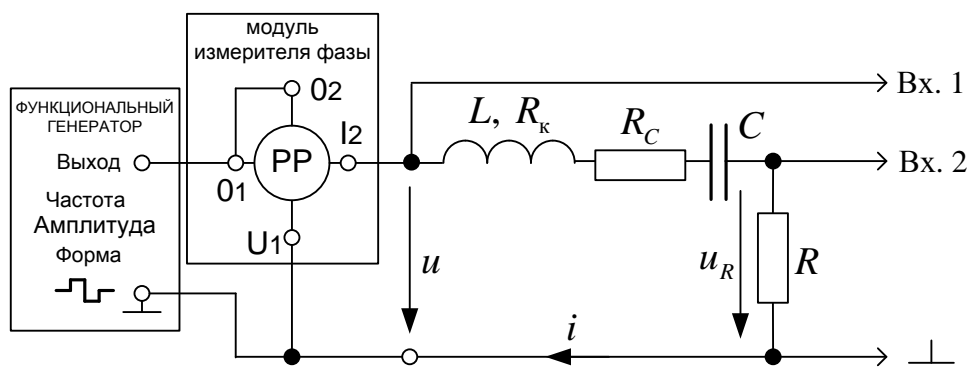 модуль
измерителя фазы
ФУНКЦИОНАЛЬНЫЙ
ГЕНЕРАТОР
Выход
Частота
Амплитуда
Форма
02
I2
PP
01
U1
L, Rк
RC
C
Вх. 1
Вх. 2
u
uR
R
i